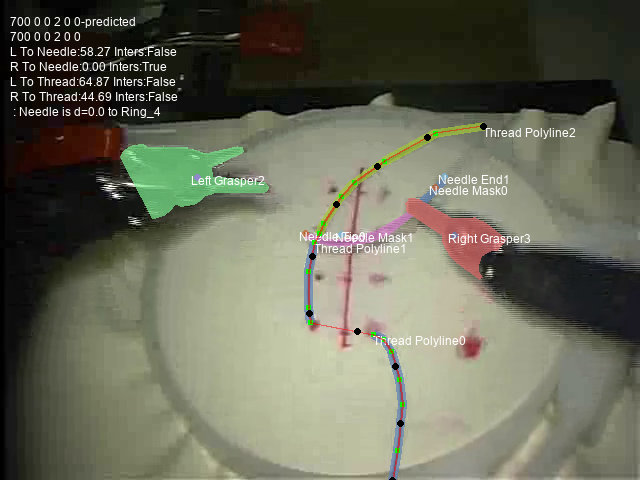 700 0 0 2 0 0-predicted
700 0 0 2 0 0
L To Needle:58.27 Inters:False
R To Needle:0.00 Inters:True
L To Thread:64.87 Inters:False
R To Thread:44.69 Inters:False
: Needle is d=0.0 to Ring_4
Thread Polyline2
Needle End1
Left Grasper2
Needle Mask0
Needle Mask1
Right Grasper3
Thread Polyline1
Thread Polyline0